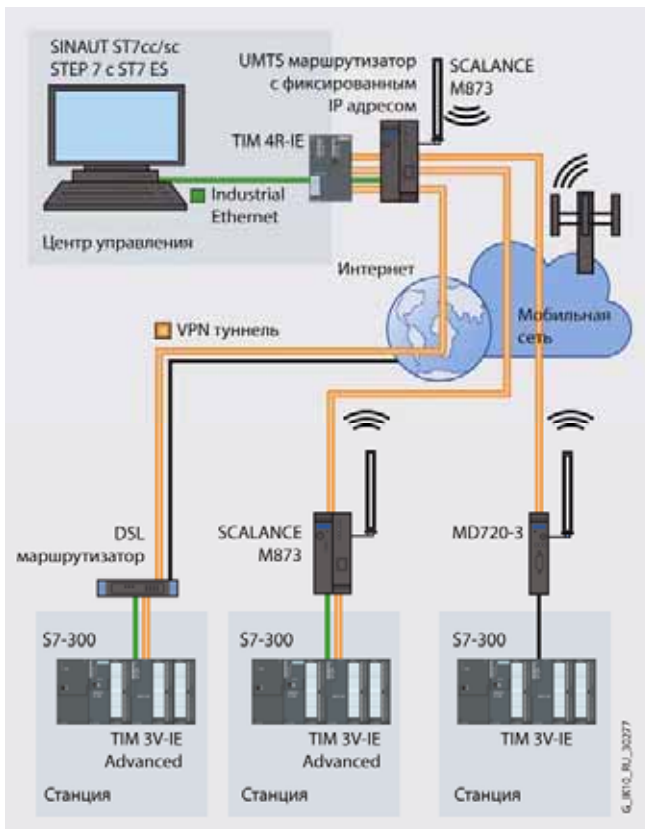 SINAUT ST7cc/sc
STEP 7 с ST7 ES
UMTS маршрутизатор
с фиксированным
IP адресом
SCALANCE
M873
TIM 4R-IE
Industrial
Ethernet
Центр управления
Интернет
Мобильная
сеть
VPN туннель
DSL
маршрутизатор
SCALANCE
M873
MD720-3
S7-300
TIM 3V-IE
Advanced
Станция
S7-300
TIM 3V-IE
Advanced
Станция
S7-300
TIM 3V-IE
Станция
G_IK10_RU_30277